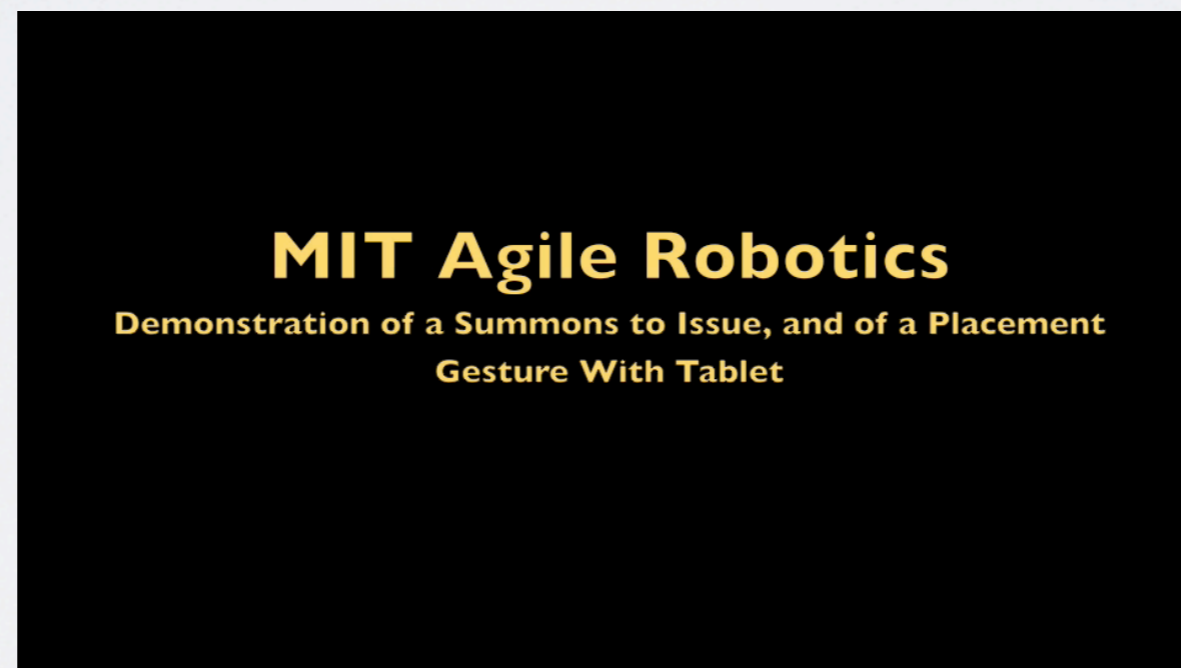 MIT Agile Robotics
Demonstration of a Summons to Issue, and of a Placement
Gesture With Tablet